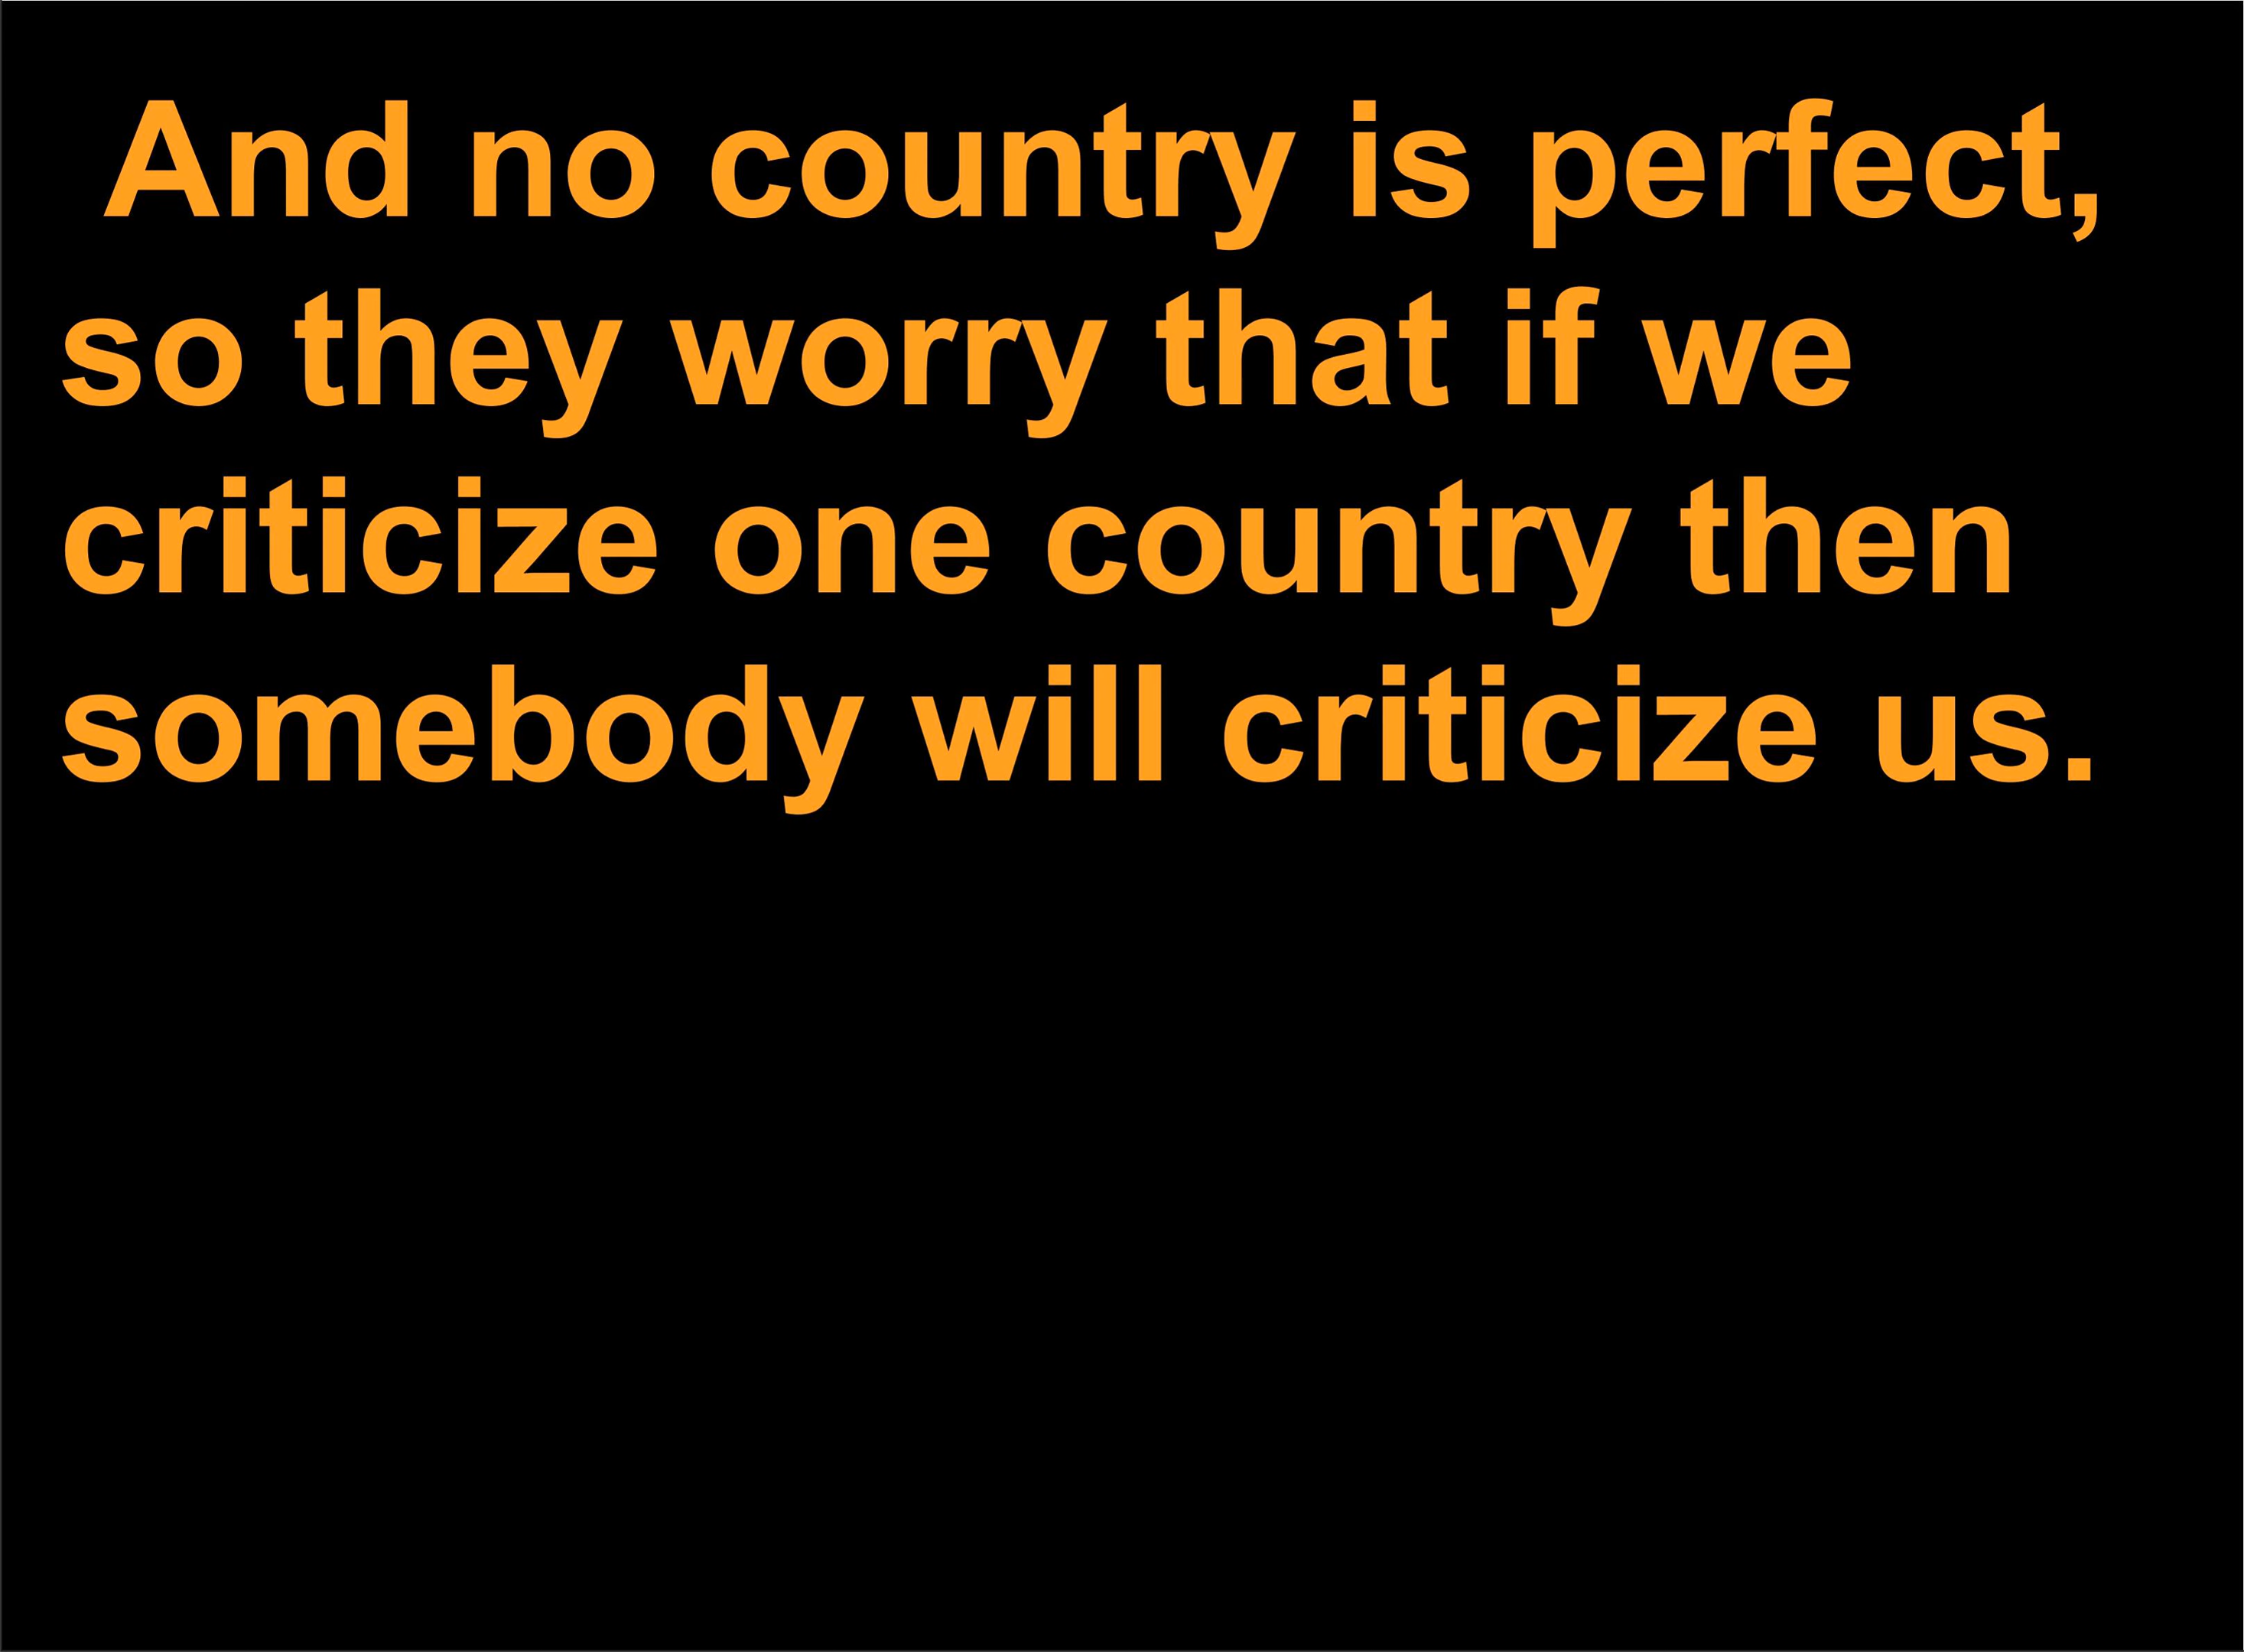 And no country is perfect,
so they worry that if we
criticize one country then
somebody will criticize us.